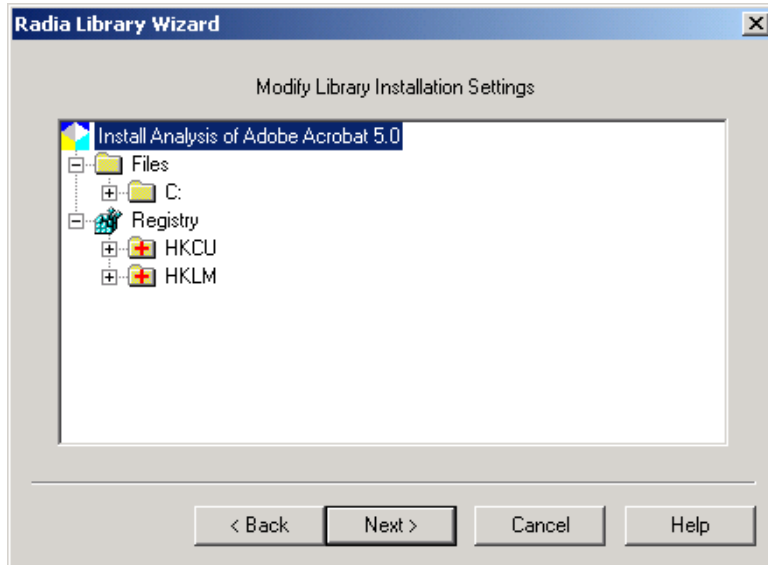 Radia Library Wizard
Modify Library Installation Settings
Install Analysis of Adobe Acrobat 5.0
Files
C:
Registry
HKCU
HKLM
< Back Next > Cancel Help